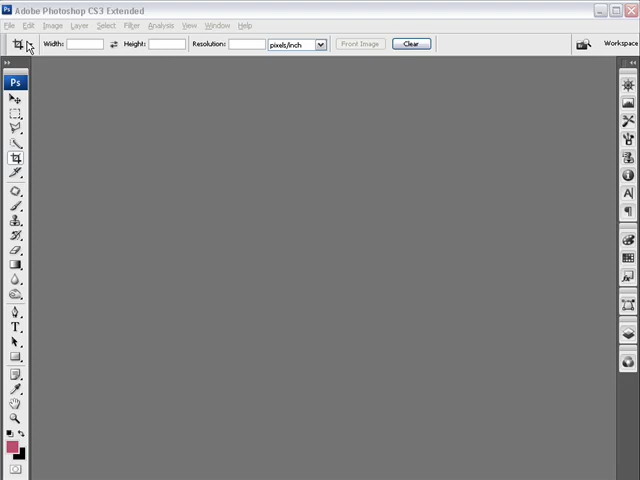 Ps Adobe Photoshop CS3 Extended
File Edit Image Layer Select Filter Analysis View Window Help
Width: Height: Resolution: pixels/inch Front Image Clear Workspace
Ps
A
T